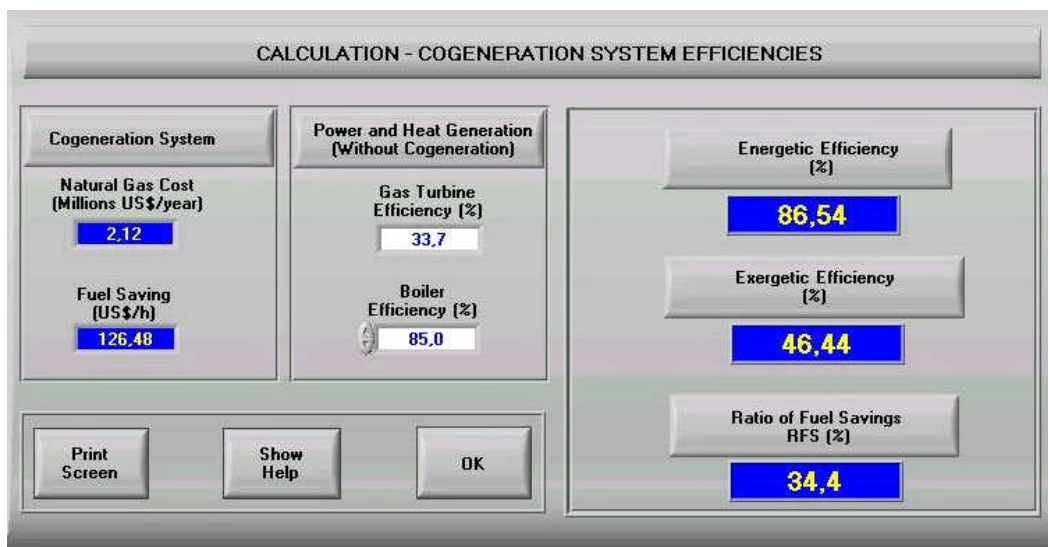 CALCULATION - COGENERATION SYSTEM EFFICIENCIES
Cogeneration System
Natural Gas Cost
(Millions US$/year)
2,12
Fuel Saving
(US$/h)
126,48
Power and Heat Generation
(Without Cogeneration)
Gas Turbine
Efficiency (%)
33,7
Boiler
Efficiency (%)
85,0
Energetic Efficiency
(%)
86,54
Exergetic Efficiency
(%)
46,44
Ratio of Fuel Savings
RFS (%)
34,4
Print
Screen
Show
Help
OK